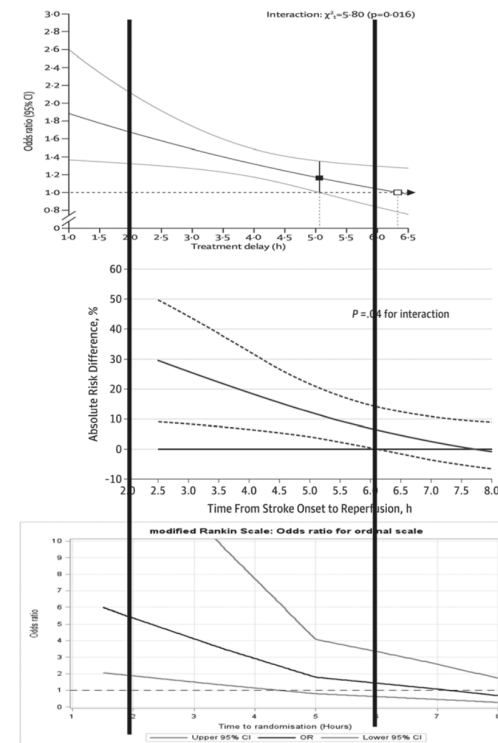 Interaction: χ²₁=5·80 (p=0·016)
3·0
2·8
2·6
2·4
2·2
2·0
1·8
1·6
1·4
1·2
1·0
0·8
0
Odds ratio (95% CI)
1·0 1·5 2·0 2·5 3·0 3·5 4·0 4·5 5·0 5·5 6·0 6·5
Treatment delay (h)
60
50
40
30
20
10
0
-10
Absolute Risk Difference, %
P =.04 for interaction
2.0 2.5 3.0 3.5 4.0 4.5 5.0 5.5 6.0 6.5 7.0 7.5 8.0
Time From Stroke Onset to Reperfusion, h
modified Rankin Scale: Odds ratio for ordinal scale
10
9
8
7
6
5
4
3
2
1
0
Odds ratio
1 2 3 4 5 6 7 8
Time to randomisation (Hours)
Upper 95% CI OR Lower 95% CI